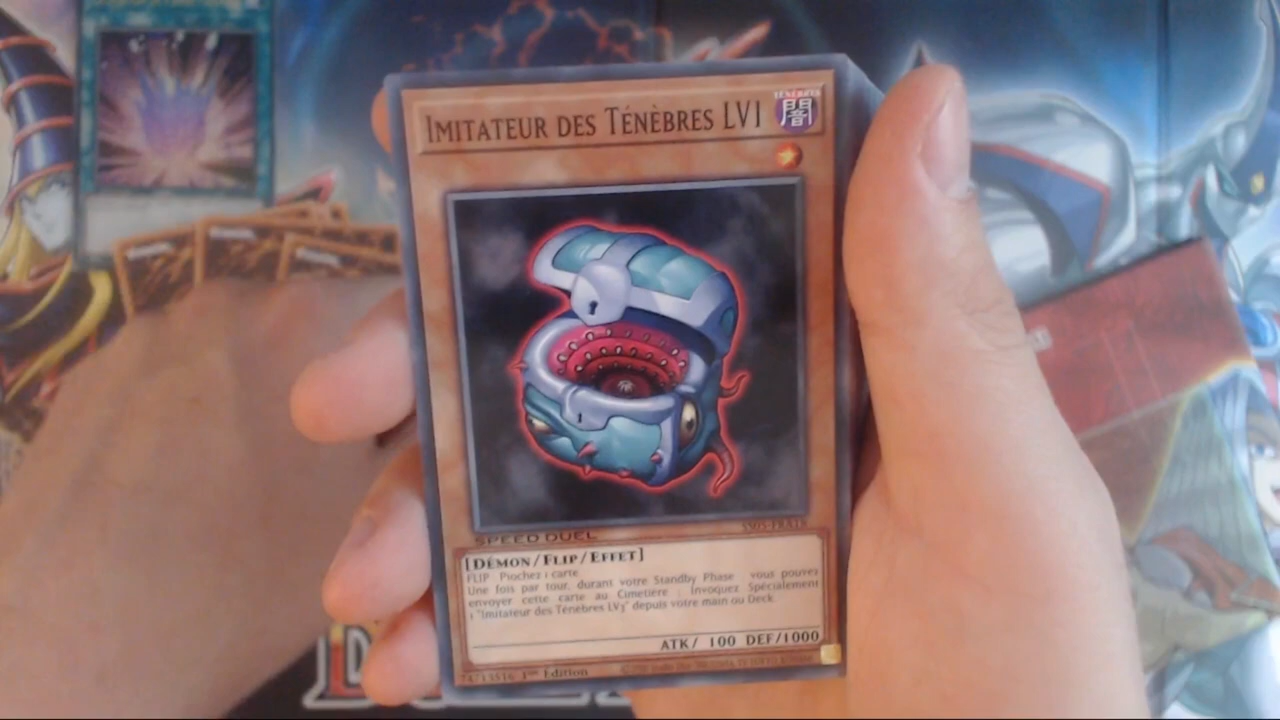 IMITATEUR DES TÉNÈBRES LV1
TÉNÈBRES
闇
SPEED DUEL
[DÉMON/FLIP/EFFET]
FLIP Piochez 1 carte
Une fois par tour, durant votre Standby Phase vous pouvez
envoyer cette carte au Cimetière : Invoquez Spécialement
1 "Imitateur des Ténèbres LV3" depuis votre main ou Deck.
ATK/ 100 DEF/1000
74713516 1st Edition